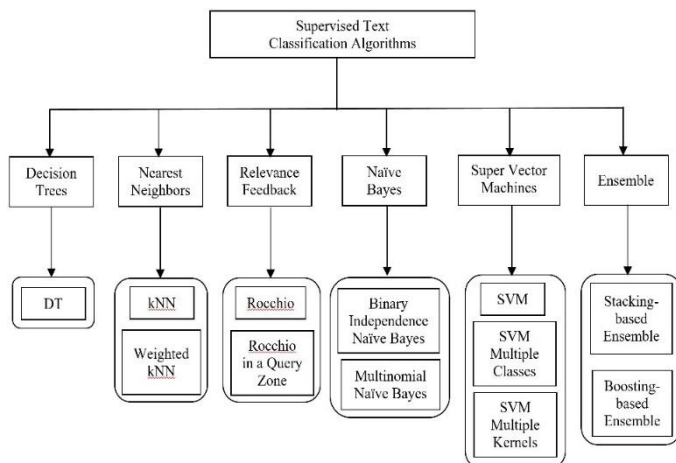 Supervised Text
Classification Algorithms
Decision
Trees
Nearest
Neighbors
Relevance
Feedback
Naïve
Bayes
Super Vector
Machines
Ensemble
DT
kNN
Weighted
kNN
Rocchio
Rocchio
in a Query
Zone
Binary
Independence
Naïve Bayes
Multinomial
Naïve Bayes
SVM
SVM
Multiple
Classes
SVM
Multiple
Kernels
Stacking-
based
Ensemble
Boosting-
based
Ensemble